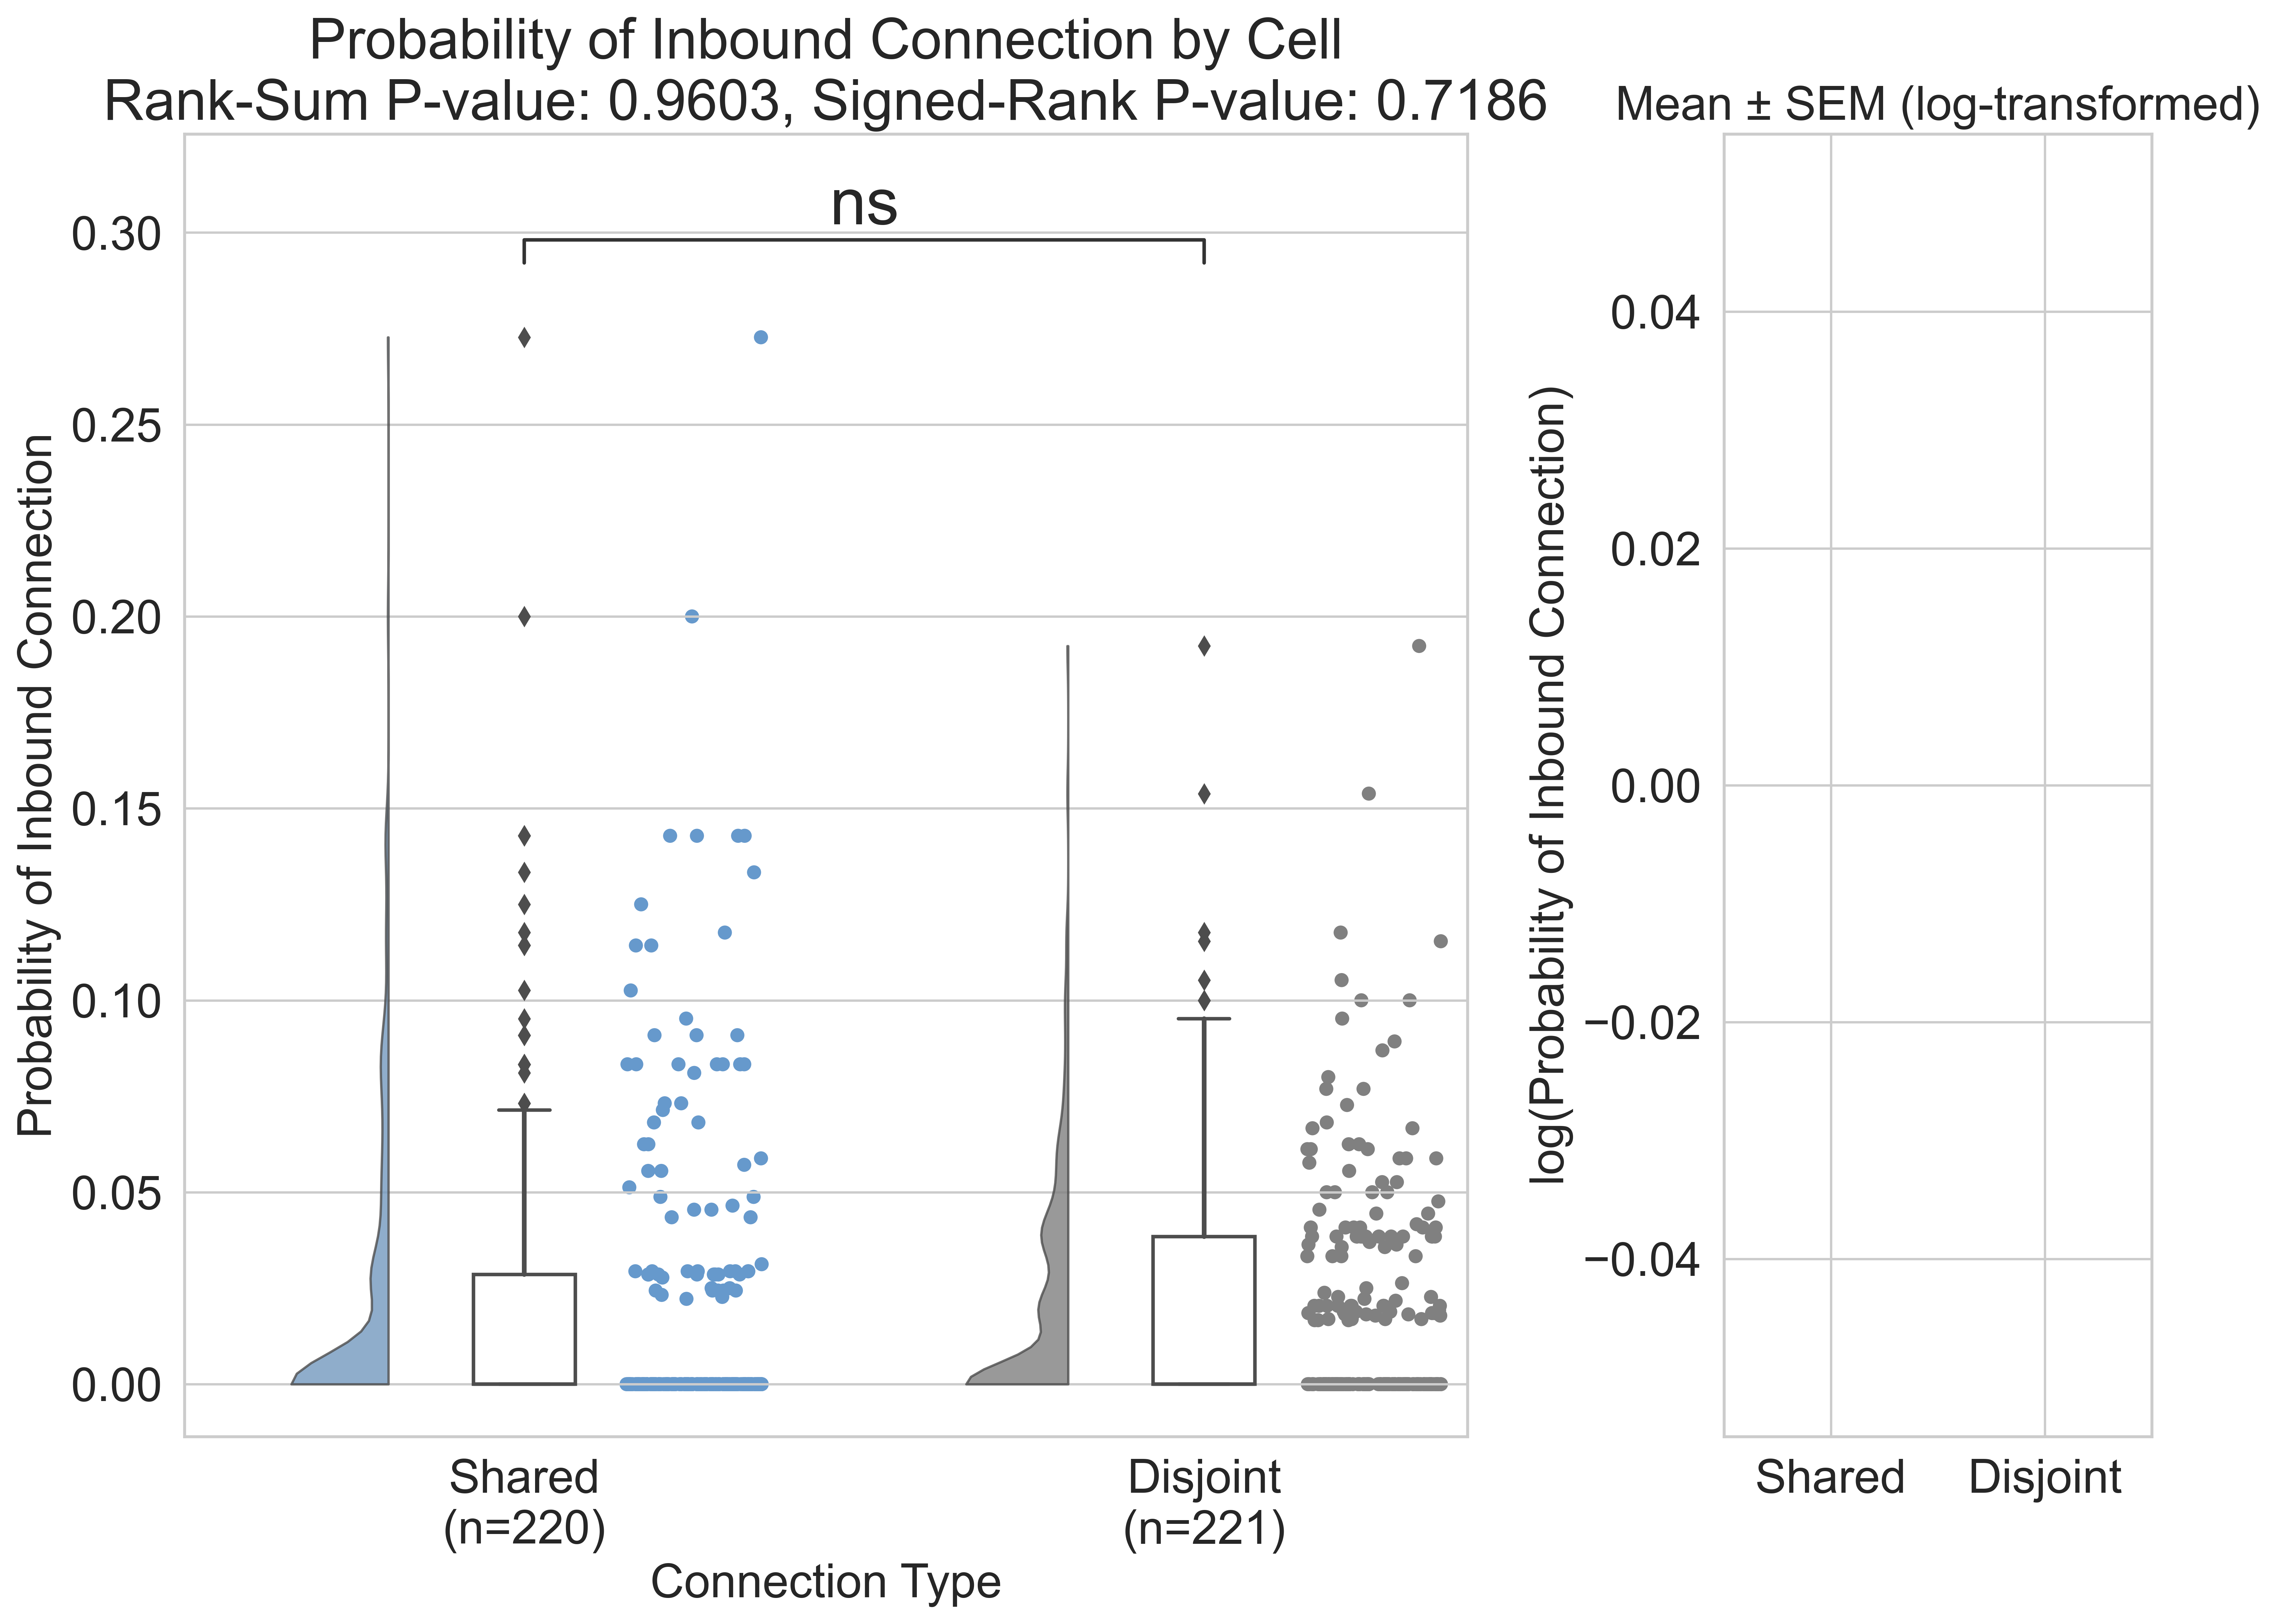 Probability of Inbound Connection by Cell
Rank-Sum P-value: 0.9603, Signed-Rank P-value: 0.7186
Mean ± SEM (log-transformed)
ns
Probability of Inbound Connection
0.30
0.25
0.20
0.15
0.10
0.05
0.00
Shared
(n=220)
Disjoint
(n=221)
Connection Type
log(Probability of Inbound Connection)
0.04
0.02
0.00
−0.02
−0.04
Shared
Disjoint